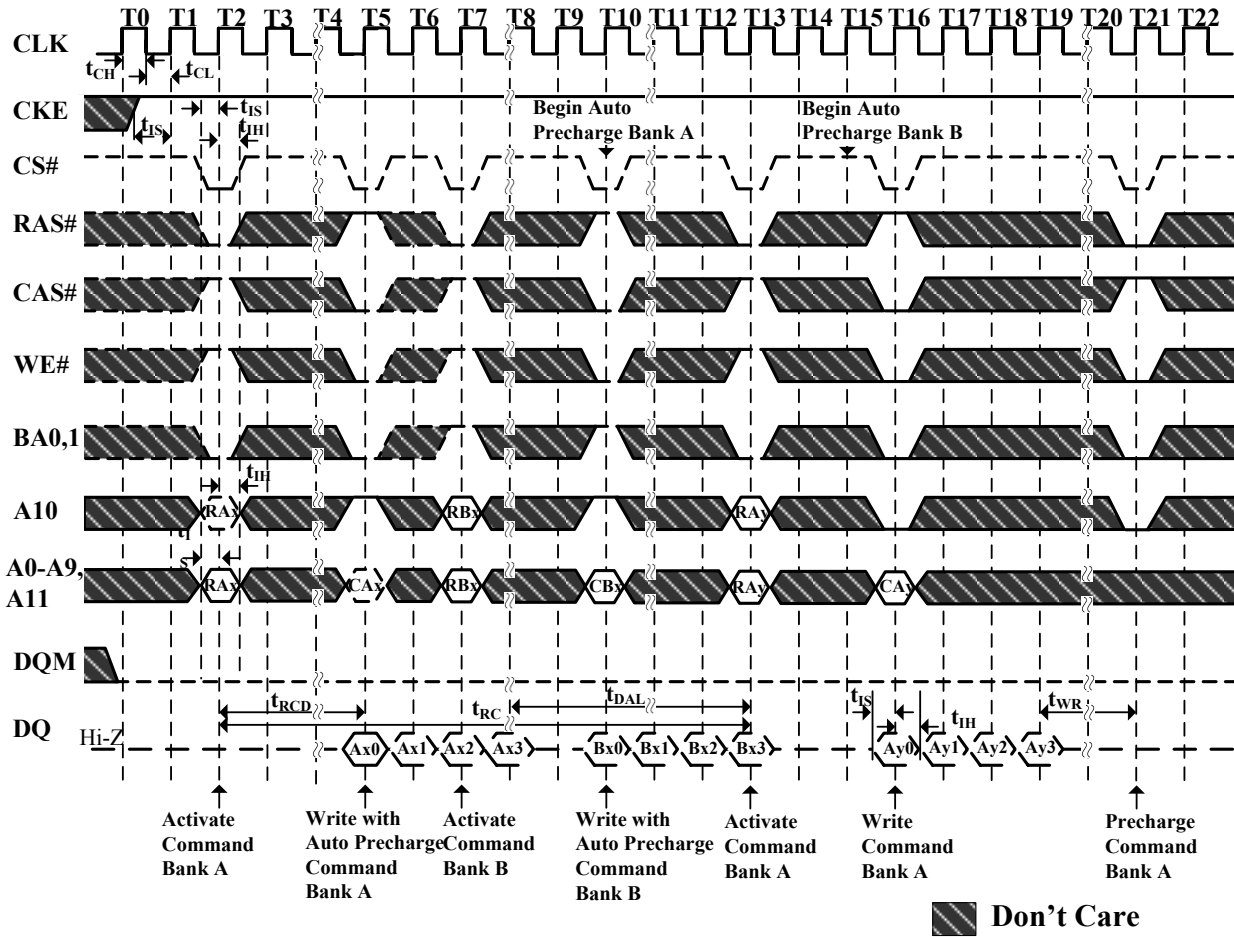 T0 T1 T2 T3 T4 T5 T6 T7 T8 T9 T10 T11 T12 T13 T14 T15 T16 T17 T18 T19 T20 T21 T22
CLK
tCH tCL
CKE
tIS
tIS
tIH
Begin Auto
Precharge Bank A
Begin Auto
Precharge Bank B
CS#
RAS#
CAS#
WE#
BA0,1
tIH
A10
RAx RBx RAy
tI
S
A0-A9,
A11
RAx CAx RBx CBx RAy CAy
DQM
tRCD tRC tDAL tIS tIH tWR
DQ
Hi-Z
Ax0 Ax1 Ax2 Ax3 Bx0 Bx1 Bx2 Bx3 Ay0 Ay1 Ay2 Ay3
Activate
Command
Bank A
Write with
Auto Precharge
Command
Bank A
Activate
Command
Bank B
Write with
Auto Precharge
Command
Bank B
Activate
Command
Bank A
Write
Command
Bank A
Precharge
Command
Bank A
Don't Care